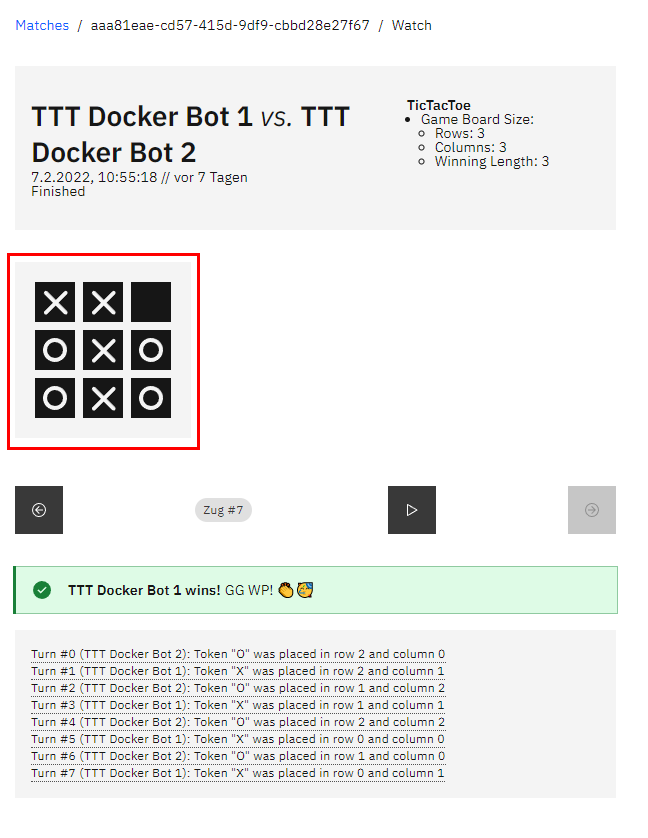 Matches / aaa81eae-cd57-415d-9df9-cbbd28e27f67 / Watch
TTT Docker Bot 1 vs. TTT
Docker Bot 2
7.2.2022, 10:55:18 // vor 7 Tagen
Finished
TicTacToe
Game Board Size:
Rows: 3
Columns: 3
Winning Length: 3
X X
O X O
O X O
Zug #7
TTT Docker Bot 1 wins! GG WP! 👏🥳
Turn #0 (TTT Docker Bot 2): Token "O" was placed in row 2 and column 0
Turn #1 (TTT Docker Bot 1): Token "X" was placed in row 2 and column 1
Turn #2 (TTT Docker Bot 2): Token "O" was placed in row 1 and column 2
Turn #3 (TTT Docker Bot 1): Token "X" was placed in row 1 and column 1
Turn #4 (TTT Docker Bot 2): Token "O" was placed in row 2 and column 2
Turn #5 (TTT Docker Bot 1): Token "X" was placed in row 0 and column 0
Turn #6 (TTT Docker Bot 2): Token "O" was placed in row 1 and column 0
Turn #7 (TTT Docker Bot 1): Token "X" was placed in row 0 and column 1